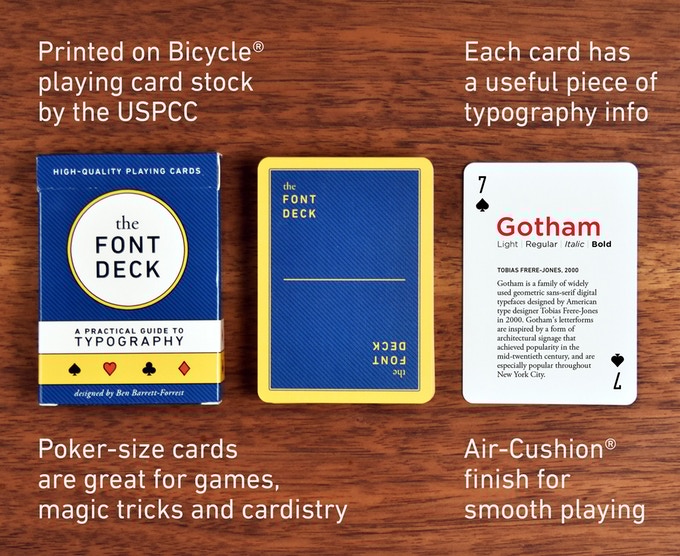 Printed on Bicycle®
playing card stock
by the USPCC
Each card has
a useful piece of
typography info
HIGH-QUALITY PLAYING CARDS
the
FONT
DECK
A PRACTICAL GUIDE TO
TYPOGRAPHY
designed by Ben Barrett-Forrest
the
FONT
DECK
the
FONT
DECK
7
Gotham
Light | Regular | Italic | Bold
TOBIAS FRERE-JONES, 2000
Gotham is a family of widely
used geometric sans-serif digital
typefaces designed by American
type designer Tobias Frere-Jones
in 2000. Gotham's letterforms
are inspired by a form of
architectural signage that
achieved popularity in the
mid-twentieth century, and are
especially popular throughout
New York City.
7
Poker-size cards
are great for games,
magic tricks and cardistry
Air-Cushion®
finish for
smooth playing